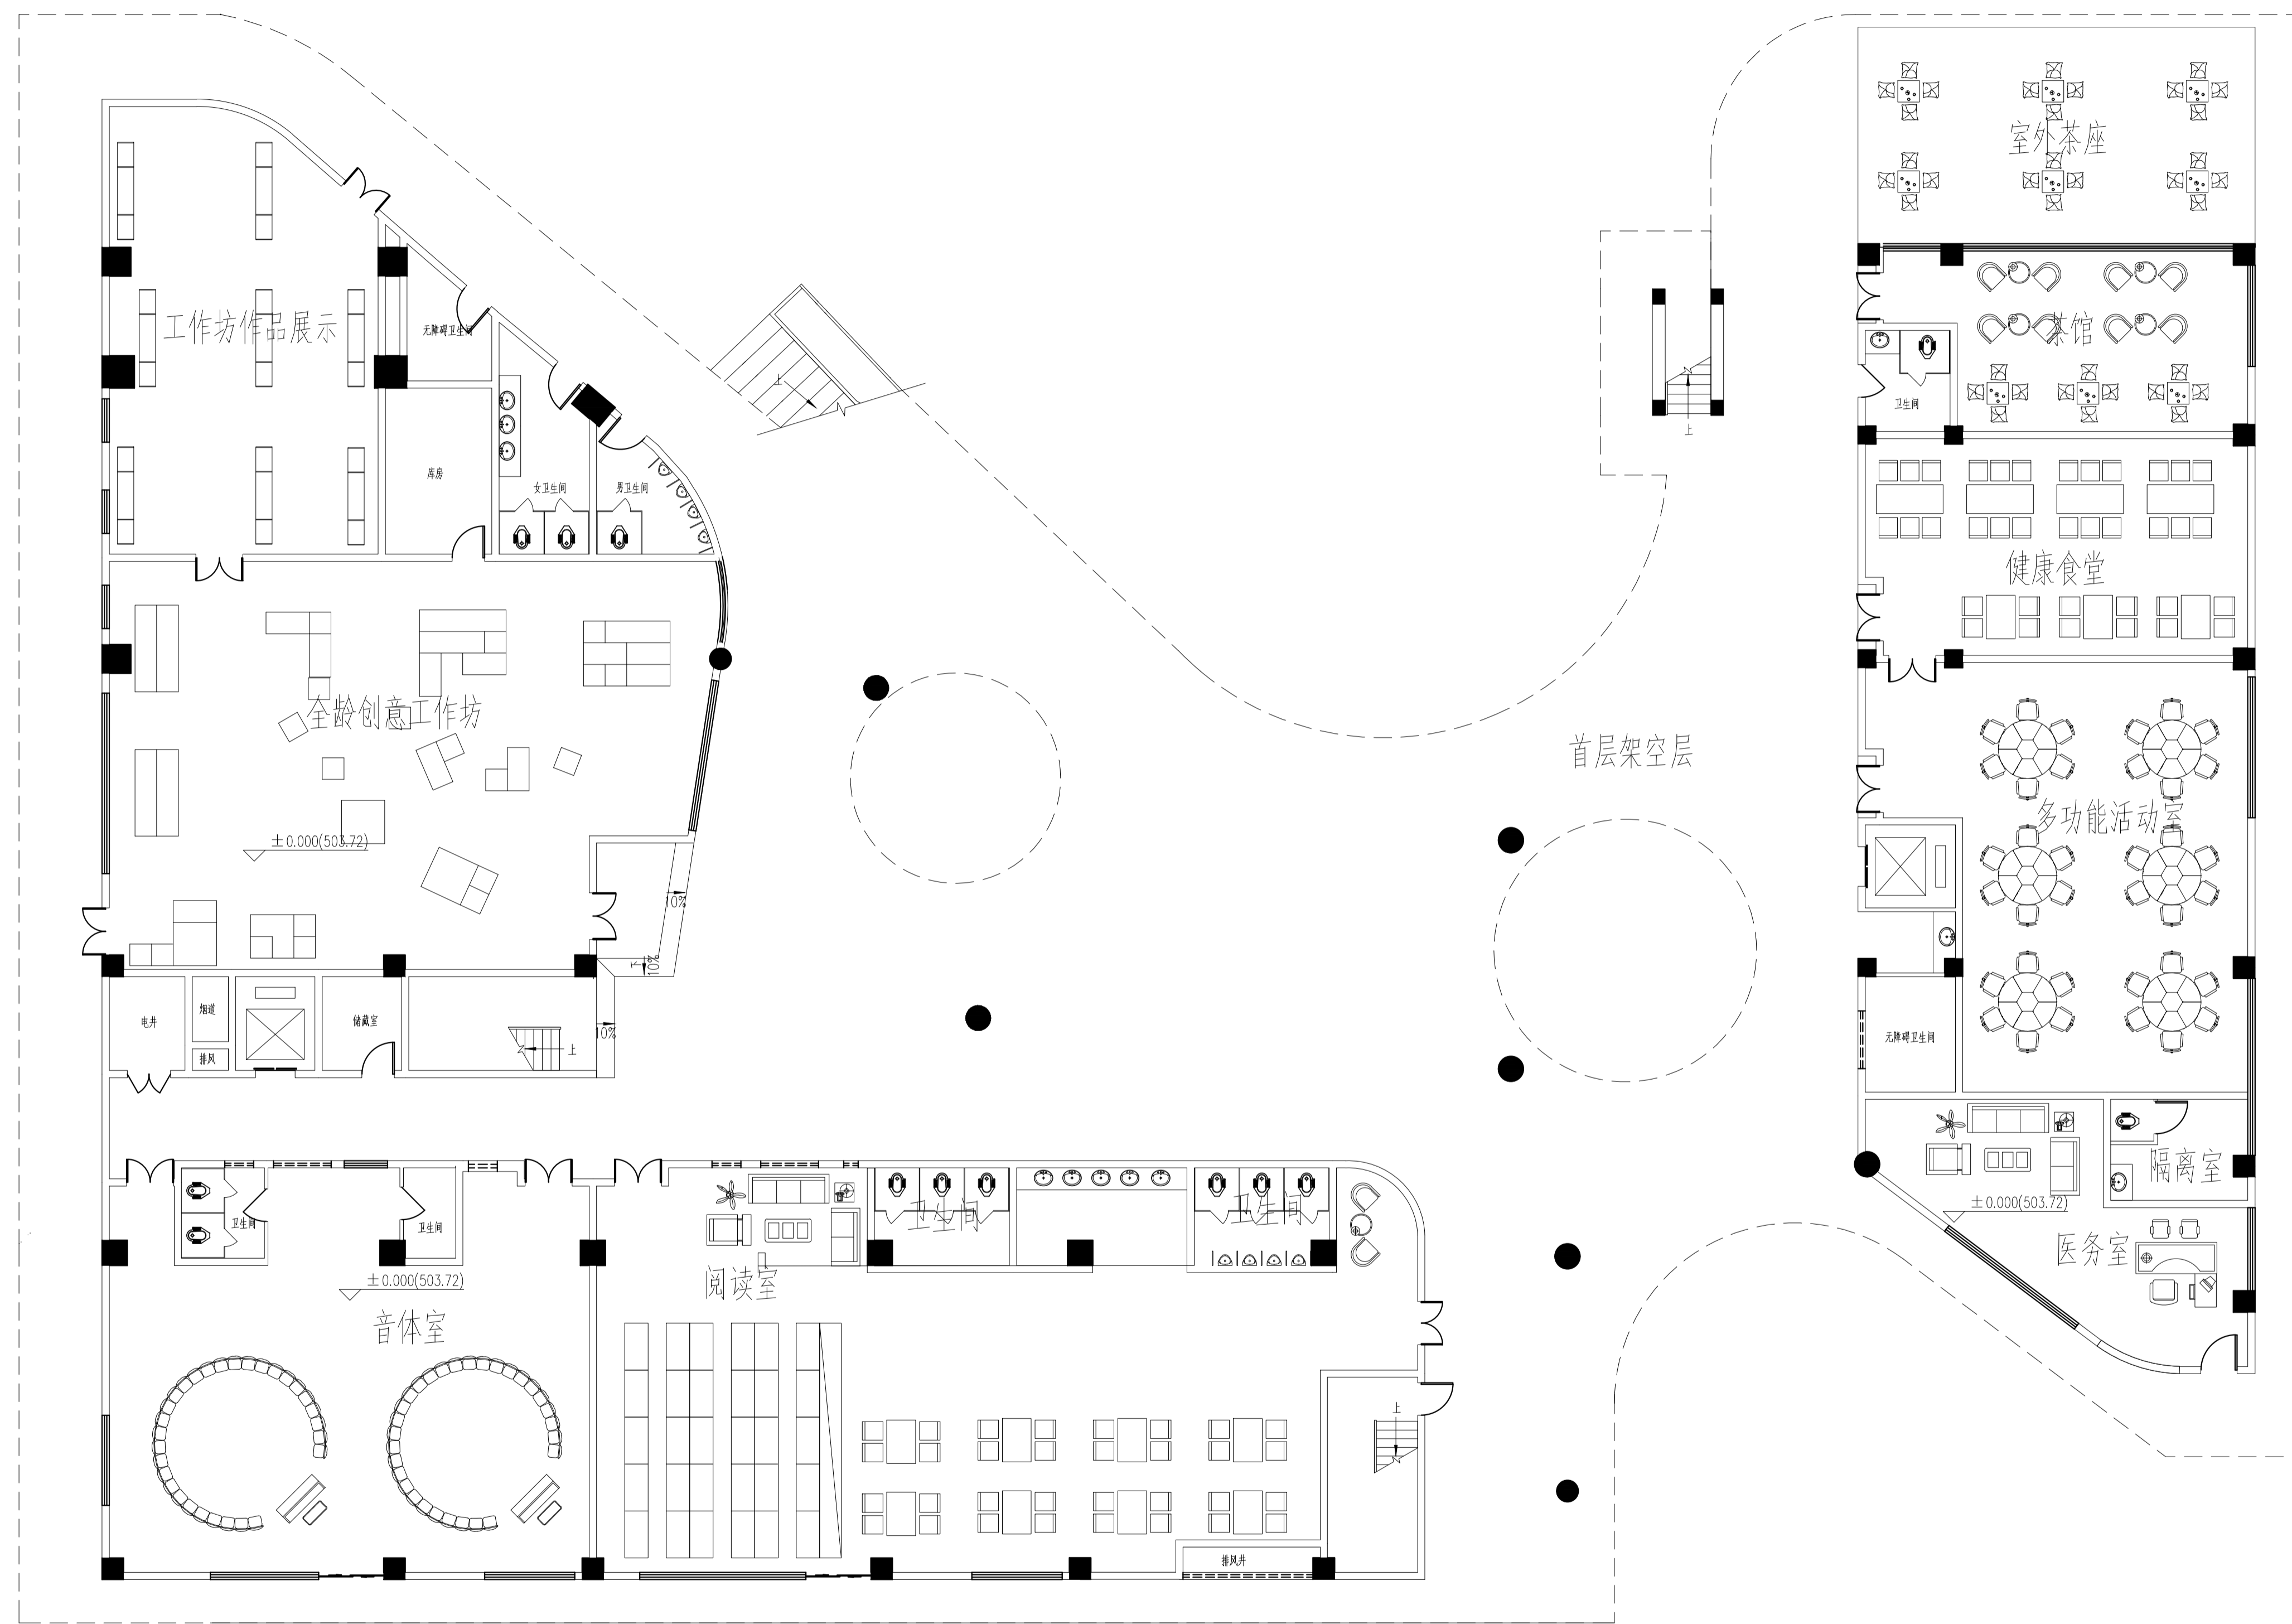 室外茶座
工作坊作品展示
无障碍卫生间
茶馆
上
卫生间
上
库房
女卫生间
男卫生间
健康食堂
全龄创意工作坊
首层架空层
多功能活动室
±0.000(503.72)
10%
下
10%
电井
烟道
储藏室
上
10%
排风
无障碍卫生间
隔离室
±0.000(503.72)
医务室
卫生间
卫生间
卫生间
卫生间
±0.000(503.72)
音体室
阅读室
上
排风井